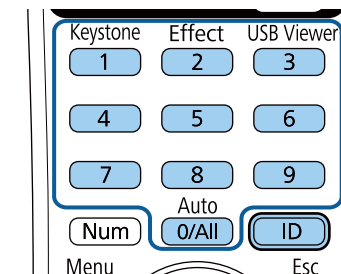 Keystone Effect USB Viewer
1 2 3
4 5 6
7 8 9
Auto
Num 0/All ID
Menu Esc